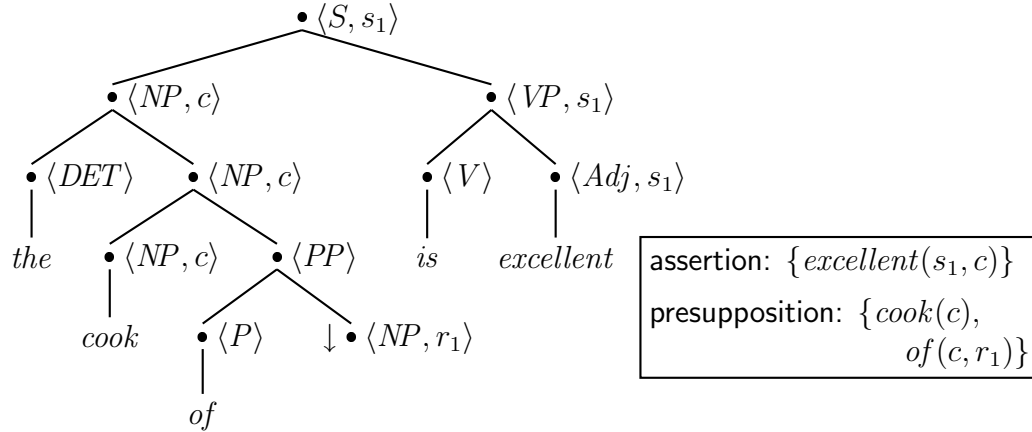 • ⟨S, s₁⟩
• ⟨NP, c⟩ • ⟨VP, s₁⟩
• ⟨DET⟩ • ⟨NP, c⟩ • ⟨V⟩ • ⟨Adj, s₁⟩
the • ⟨NP, c⟩ • ⟨PP⟩ is excellent
assertion: {excellent(s₁, c)}
presupposition: {cook(c),
of(c, r₁)}
cook • ⟨P⟩ ↓ • ⟨NP, r₁⟩
of